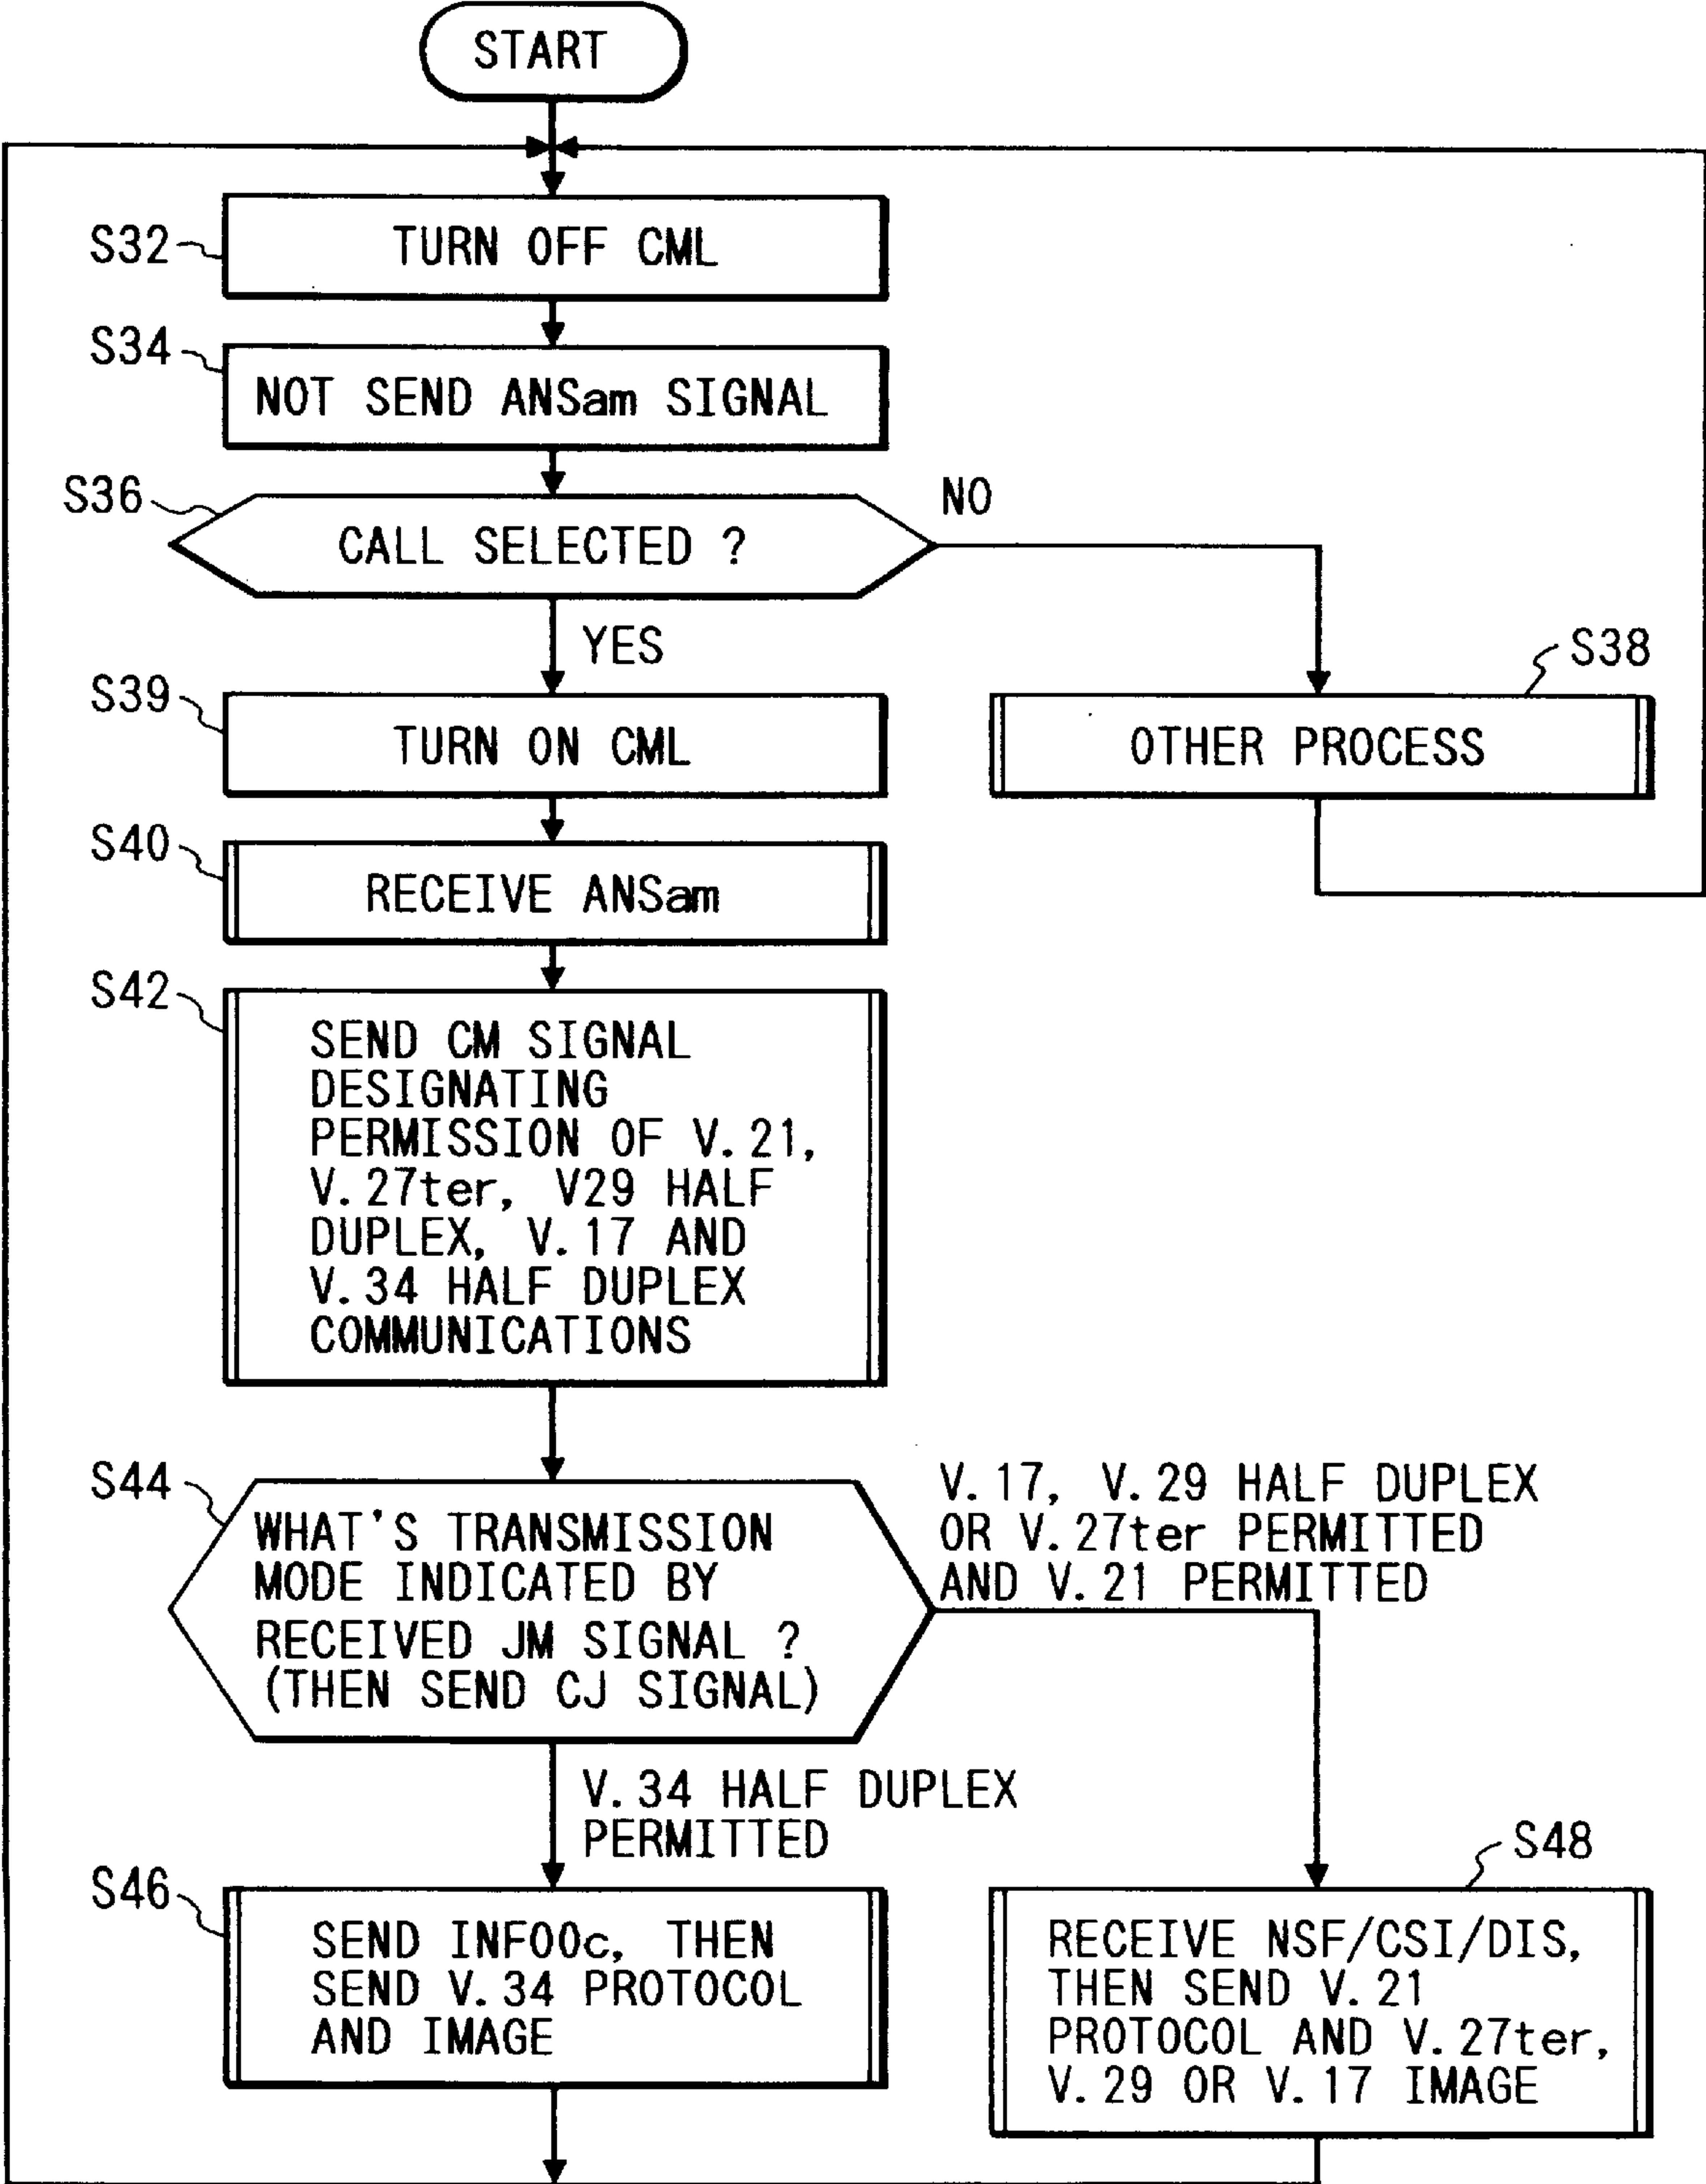 START
S32
TURN OFF CML
S34
NOT SEND ANSam SIGNAL
S36
CALL SELECTED ?
NO
YES
S38
S39
TURN ON CML
OTHER PROCESS
S40
RECEIVE ANSam
S42
SEND CM SIGNAL
DESIGNATING
PERMISSION OF V.21,
V.27ter, V29 HALF
DUPLEX, V.17 AND
V.34 HALF DUPLEX
COMMUNICATIONS
S44
WHAT'S TRANSMISSION
MODE INDICATED BY
RECEIVED JM SIGNAL ?
(THEN SEND CJ SIGNAL)
V.17, V.29 HALF DUPLEX
OR V.27ter PERMITTED
AND V.21 PERMITTED
V.34 HALF DUPLEX
PERMITTED
S46
SEND INFO0c, THEN
SEND V.34 PROTOCOL
AND IMAGE
S48
RECEIVE NSF/CSI/DIS,
THEN SEND V.21
PROTOCOL AND V.27ter,
V.29 OR V.17 IMAGE